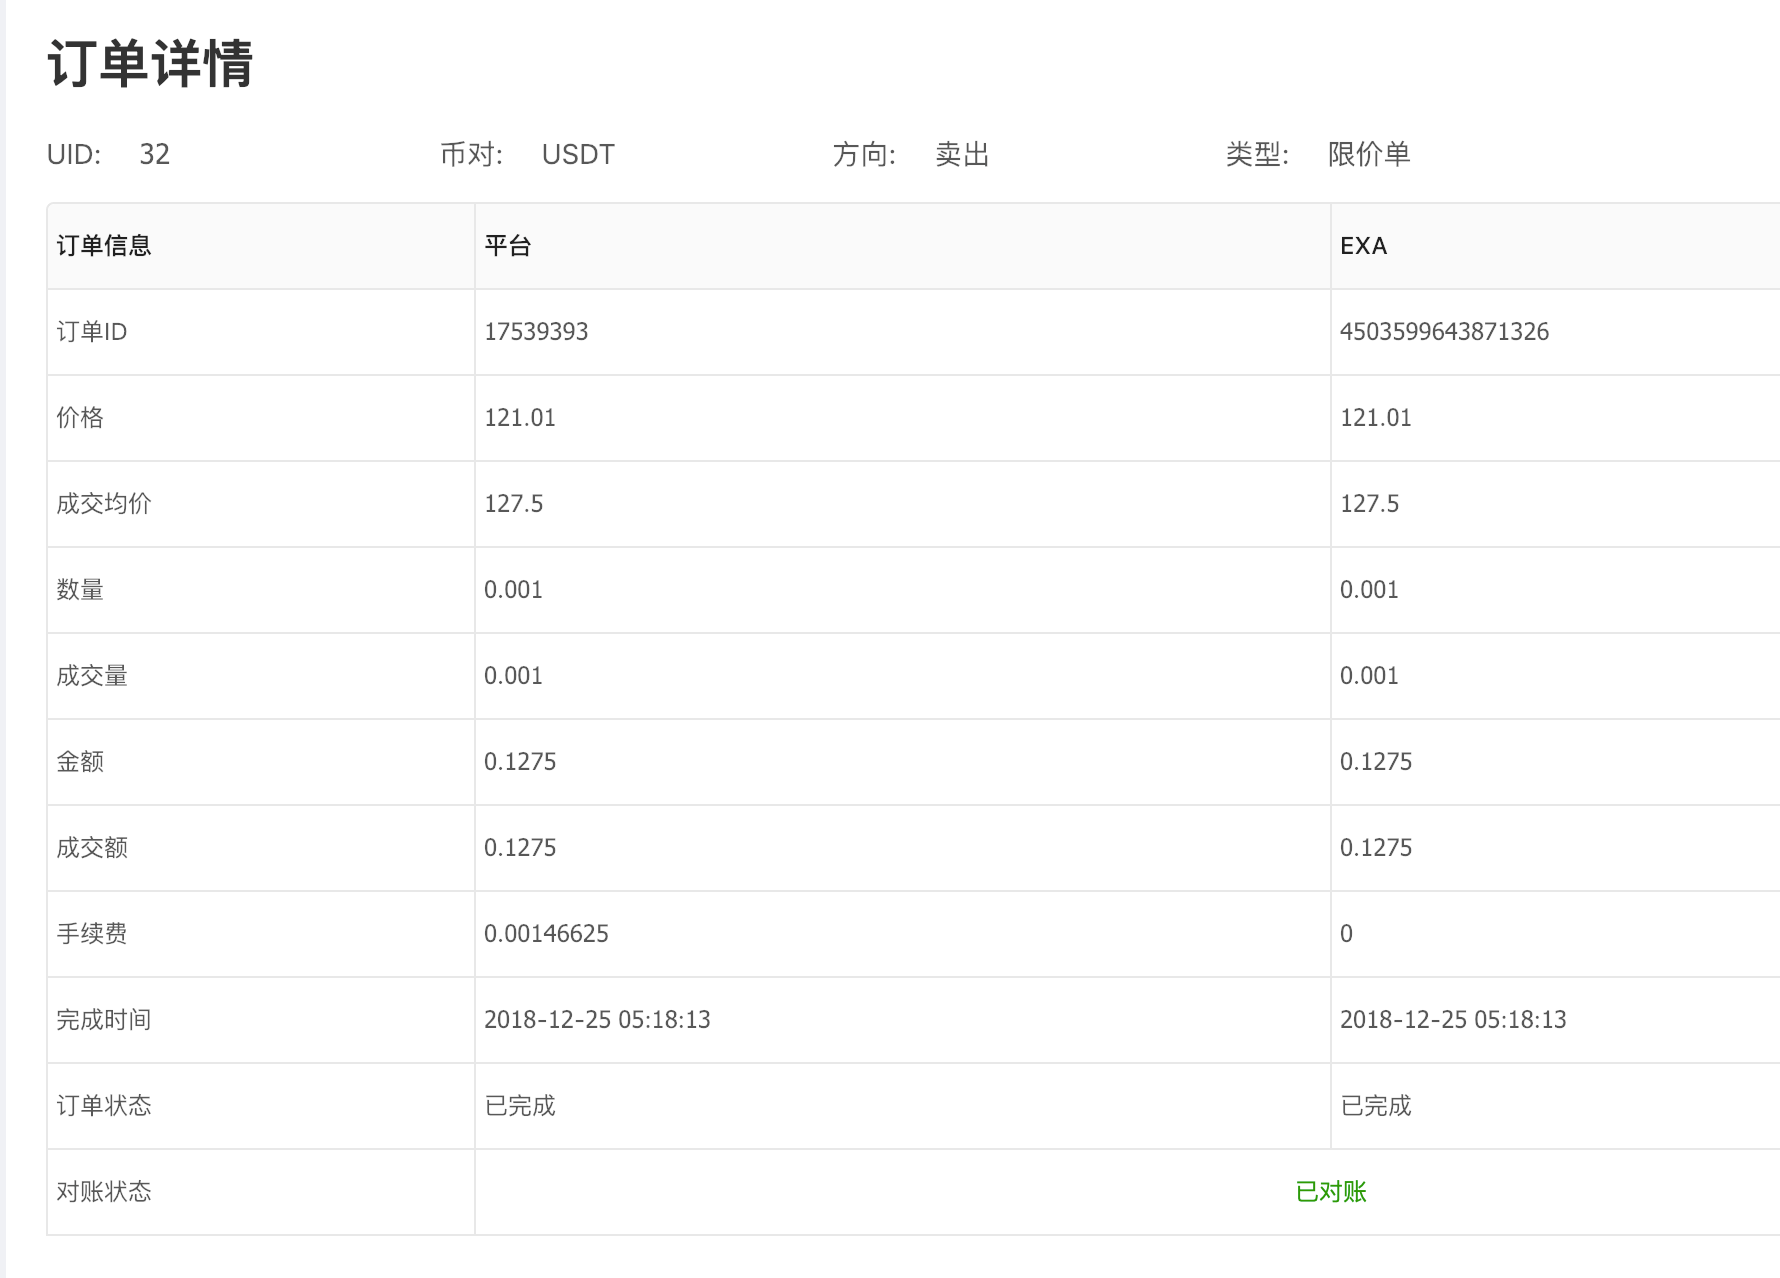 订单详情
UID: 32 币对: USDT 方向: 卖出 类型: 限价单
订单信息 平台 EXA
订单ID 17539393 4503599643871326
价格 121.01 121.01
成交均价 127.5 127.5
数量 0.001 0.001
成交量 0.001 0.001
金额 0.1275 0.1275
成交额 0.1275 0.1275
手续费 0.00146625 0
完成时间 2018-12-25 05:18:13 2018-12-25 05:18:13
订单状态 已完成 已完成
对账状态 已对账